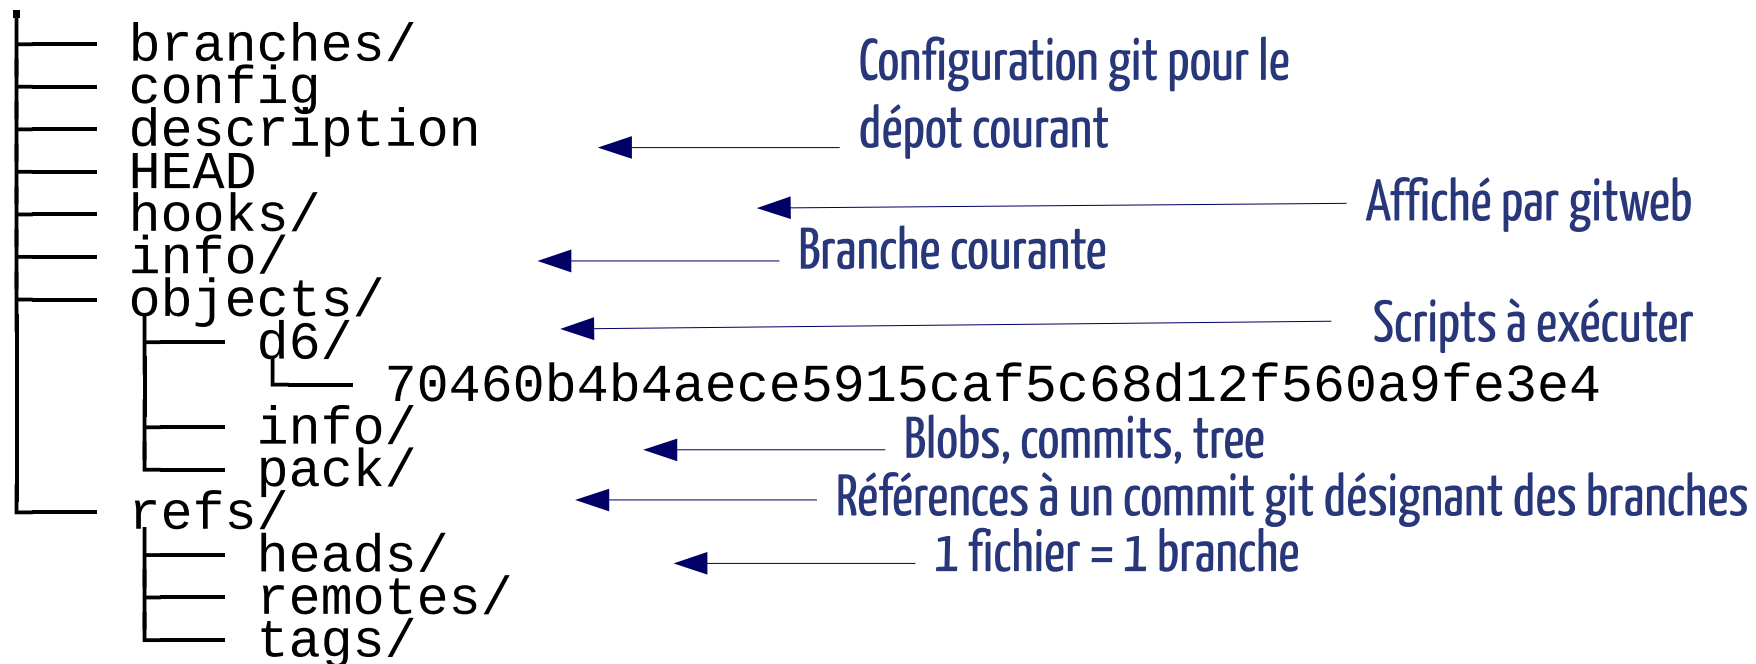 branches/
config
Configuration git pour le
description
dépot courant
HEAD
Affiché par gitweb
hooks/
info/
Branche courante
objects/
Scripts à exécuter
d6/
70460b4b4aece5915caf5c68d12f560a9fe3e4
info/
Blobs, commits, tree
pack/
Références à un commit git désignant des branches
refs/
heads/
1 fichier = 1 branche
remotes/
tags/